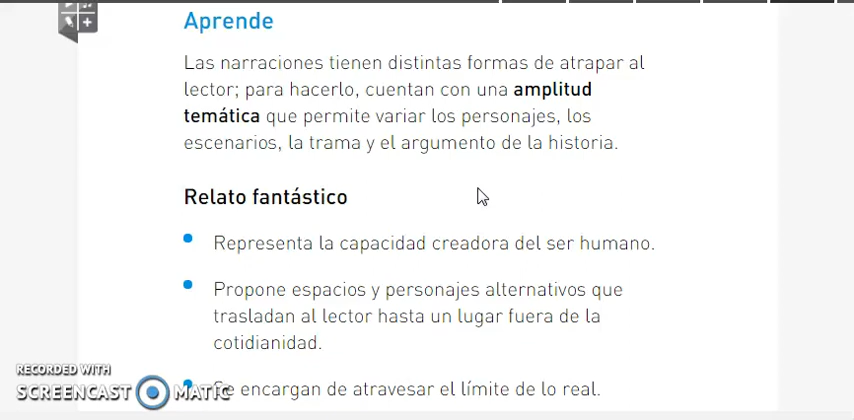 Aprende
Las narraciones tienen distintas formas de atrapar al
lector; para hacerlo, cuentan con una amplitud
temática que permite variar los personajes, los
escenarios, la trama y el argumento de la historia.
Relato fantástico
Representa la capacidad creadora del ser humano.
Propone espacios y personajes alternativos que
trasladan al lector hasta un lugar fuera de la
cotidianidad.
encargan de atravesar el límite de lo real.
RECORDED WITH
SCREENCAST MATIC